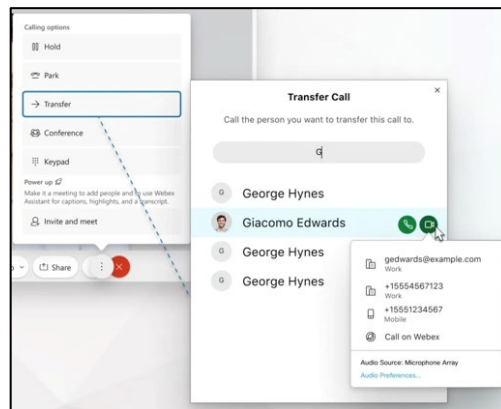 Calling options
Hold
Park
Transfer
Conference
Keypad
Power up
Make it a meeting to add people and to use Webex
Assistant for captions, highlights, and a transcript.
Invite and meet
Share
Transfer Call
Call the person you want to transfer this call to.
G
G George Hynes
Giacomo Edwards
G George Hynes
G George Hynes
gedwards@example.com
Work
+15554567123
Work
+15551234567
Mobile
Call on Webex
Audio Source: Microphone Array
Audio Preferences...